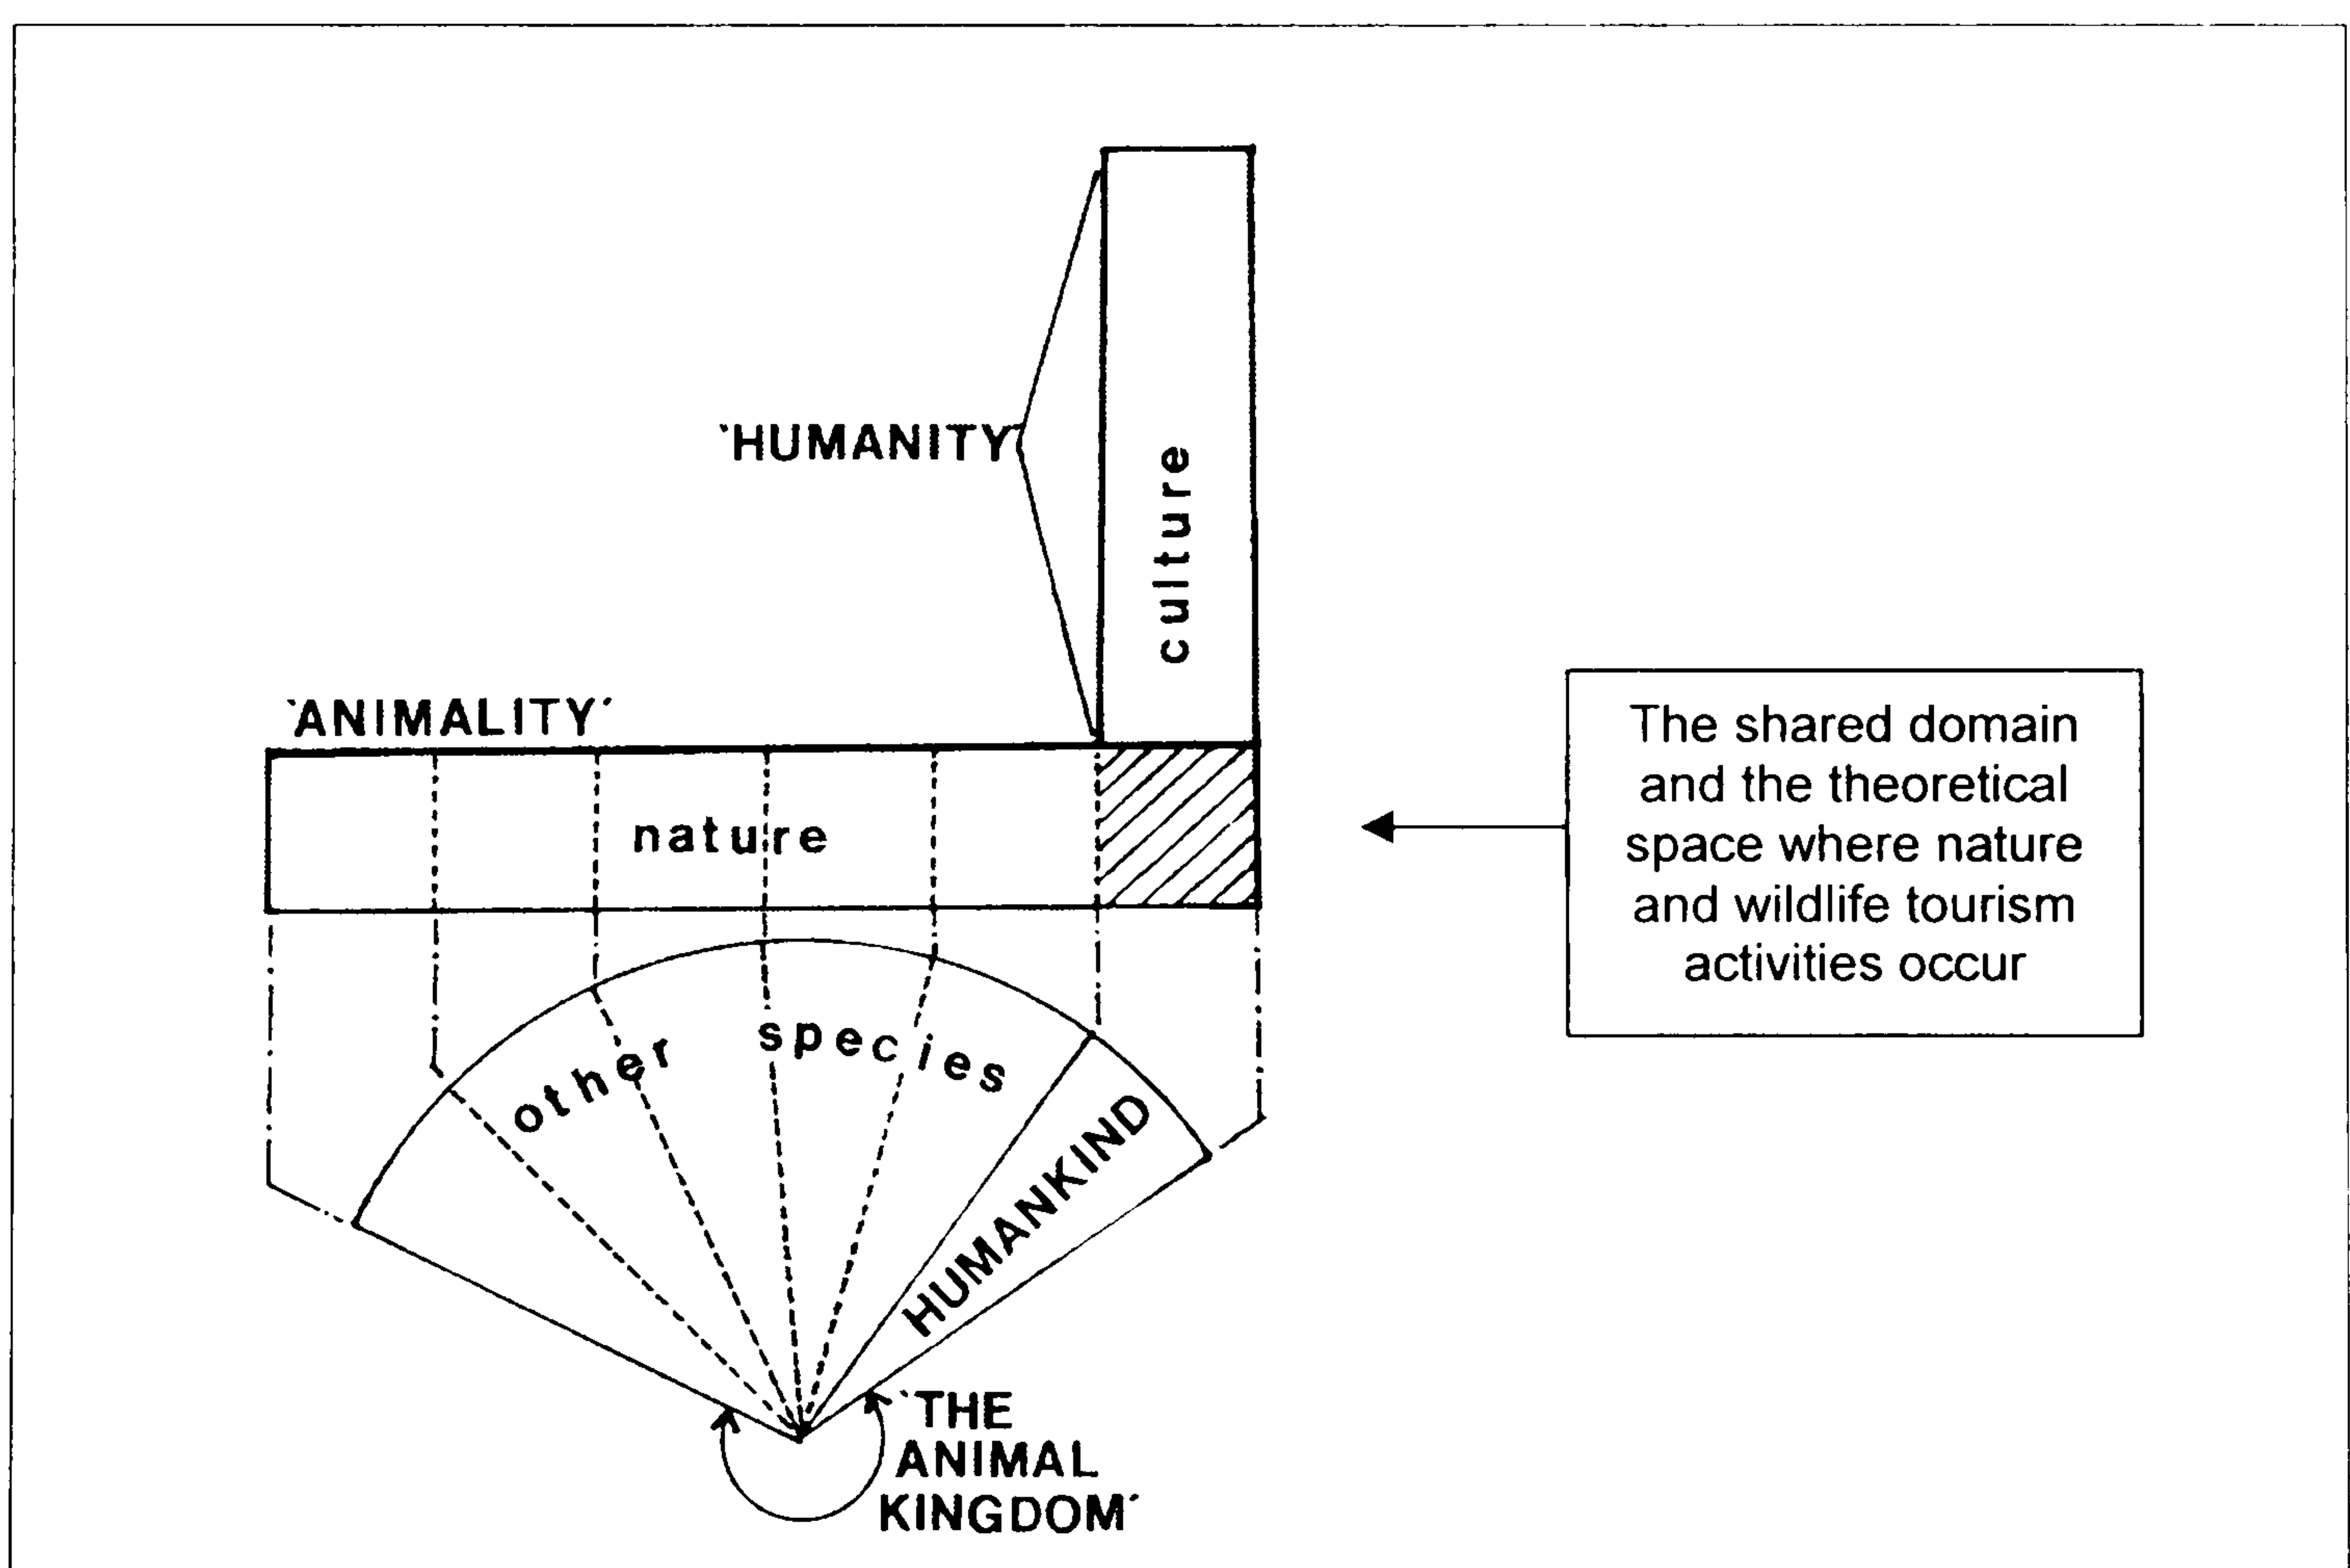 'HUMANITY'
culture
'ANIMALITY'
nature
The shared domain
and the theoretical
space where nature
and wildlife tourism
activities occur
other species
HUMANKIND
'THE
ANIMAL
KINGDOM'